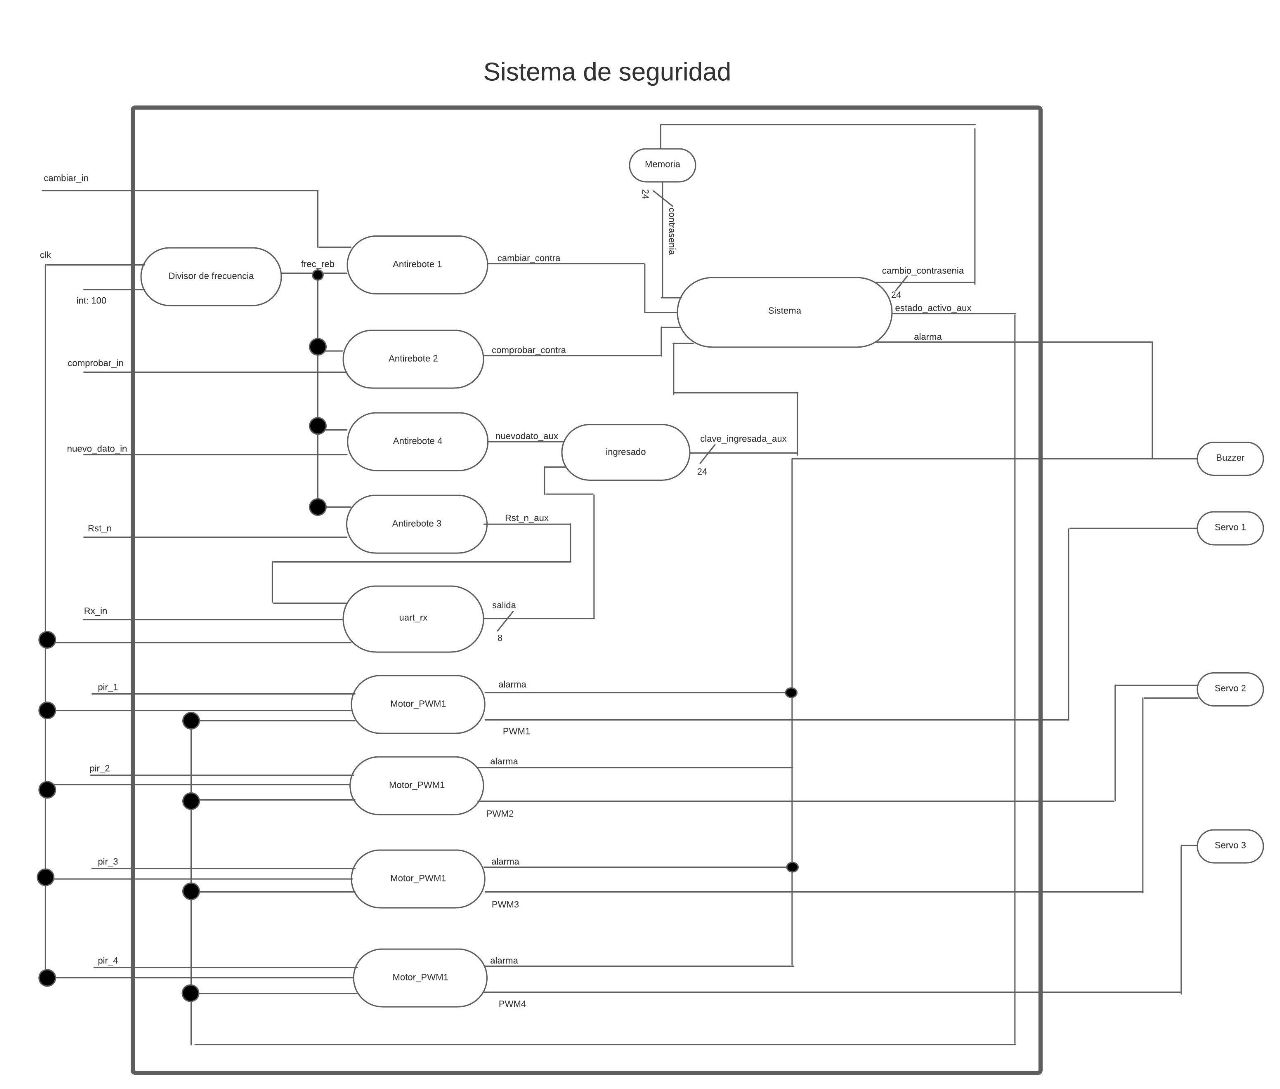 Sistema de seguridad
Memoria
24
contrasenia
cambiar_in
clk
Divisor de frecuencia
frec_reb
int: 100
Antirebote 1
cambiar_contra
Sistema
cambio_contrasenia
24
estado_activo_aux
alarma
comprobar_in
Antirebote 2
comprobar_contra
nuevo_dato_in
Antirebote 4
nuevodato_aux
ingresado
clave_ingresada_aux
24
Buzzer
Rst_n
Antirebote 3
Rst_n_aux
Servo 1
Rx_in
uart_rx
salida
8
pir_1
Motor_PWM1
alarma
PWM1
Servo 2
pir_2
Motor_PWM1
alarma
PWM2
pir_3
Motor_PWM1
alarma
PWM3
Servo 3
pir_4
Motor_PWM1
alarma
PWM4